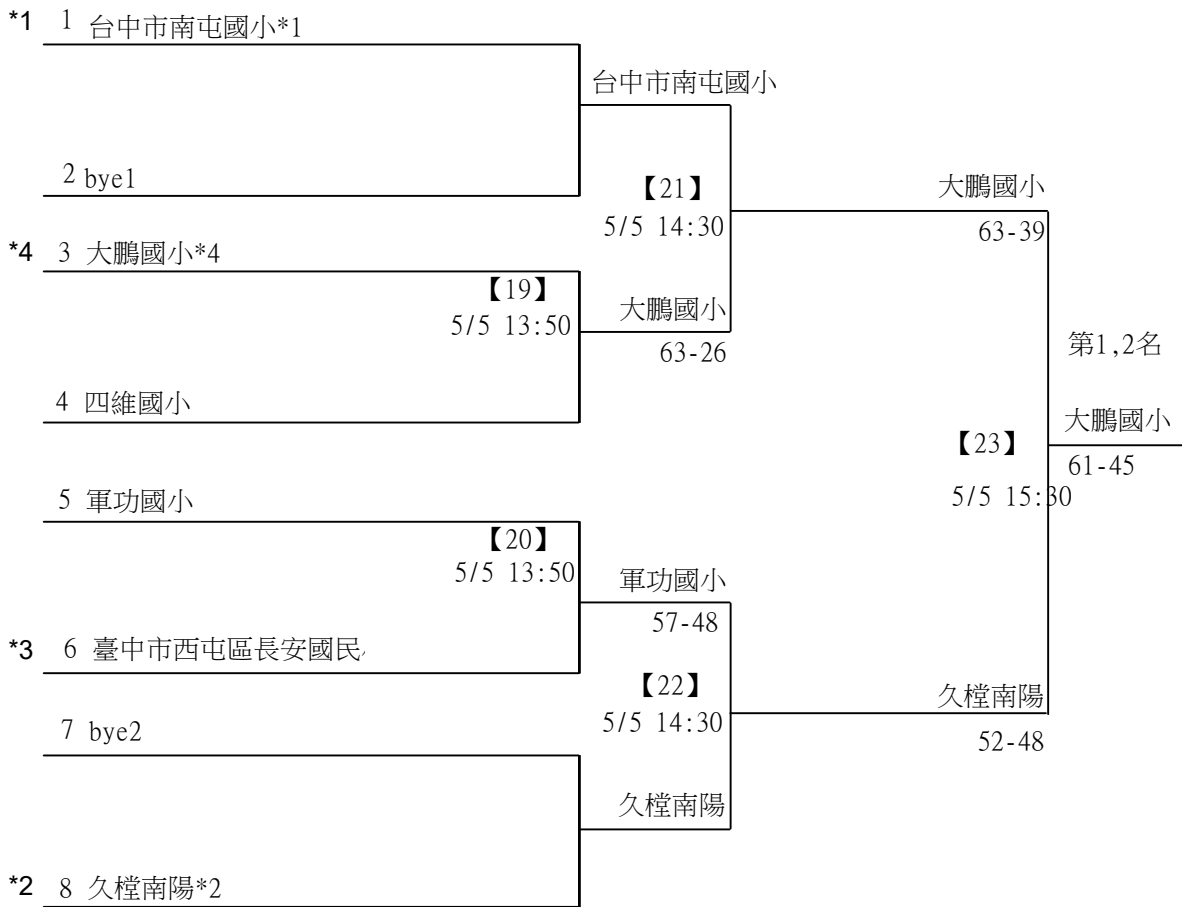 *1 1 台中市南屯國小*1
台中市南屯國小
2 bye1
【21】
5/5 14:30
大鵬國小
63-39
*4 3 大鵬國小*4
【19】
5/5 13:50
大鵬國小
63-26
第1,2名
4 四維國小
大鵬國小
【23】
61-45
5/5 15:30
5 軍功國小
【20】
5/5 13:50
軍功國小
57-48
*3 6 臺中市西屯區長安國民
【22】
5/5 14:30
久樘南陽
52-48
7 bye2
久樘南陽
*2 8 久樘南陽*2